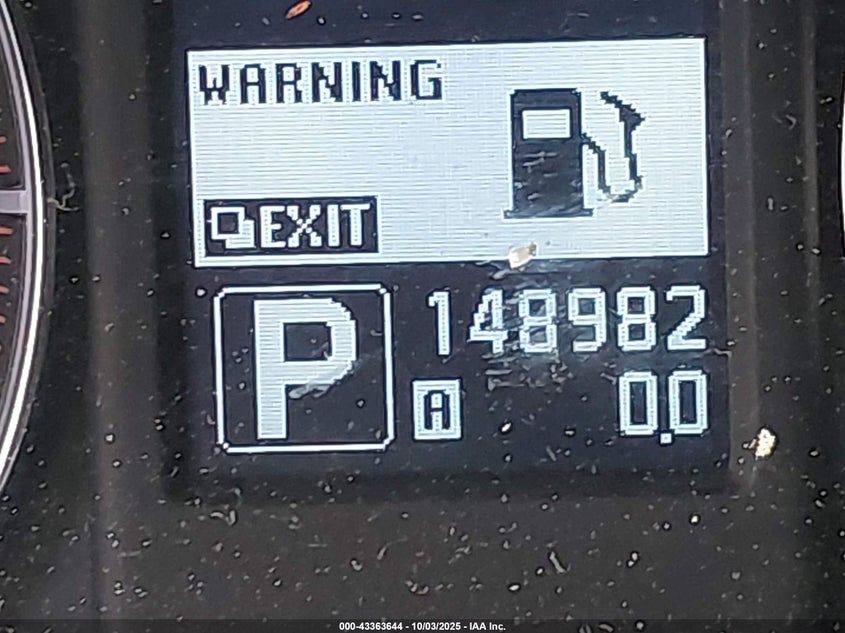 WARNING
EXIT
P 148982
A 0.0
000-43363644 - 10/03/2025 - IAA Inc.